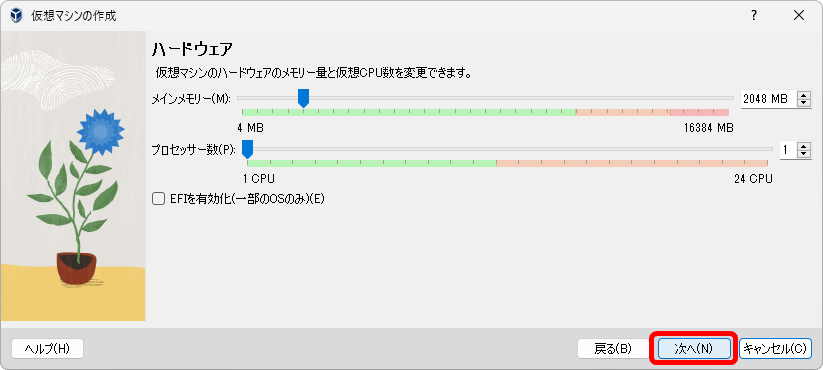 仮想マシンの作成
ハードウェア
仮想マシンのハードウェアのメモリー量と仮想CPU数を変更できます。
メインメモリー(M):
2048 MB
4 MB
16384 MB
プロセッサー数(P):
1
1 CPU
24 CPU
EFIを有効化(一部のOSのみ)(E)
ヘルプ(H)
戻る(B)
次へ(N)
キャンセル(C)